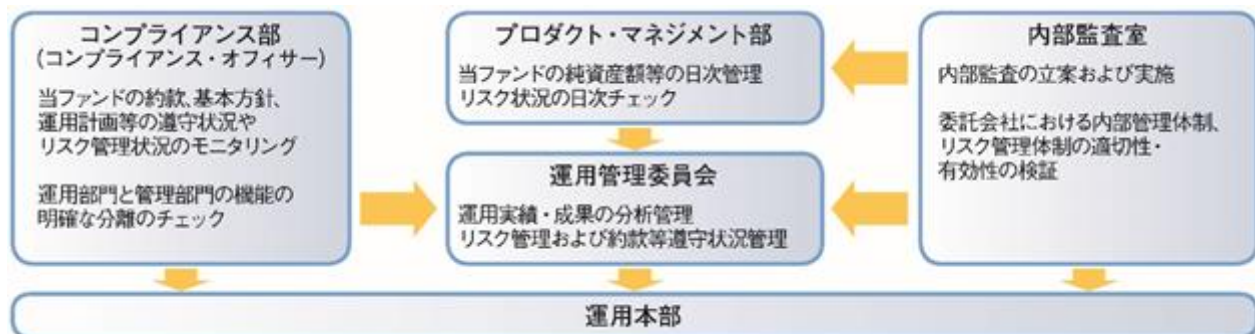 コンプライアンス部
(コンプライアンス・オフィサー)
当ファンドの約款、基本方針、
運用計画等の遵守状況や
リスク管理状況のモニタリング
運用部門と管理部門の機能の
明確な分離のチェック
プロダクト・マネジメント部
当ファンドの純資産額等の日次管理
リスク状況の日次チェック
運用管理委員会
運用実績・成果の分析管理
リスク管理および約款等遵守状況管理
内部監査室
内部監査の立案および実施
委託会社における内部管理体制、
リスク管理体制の適切性・
有効性の検証
運用本部